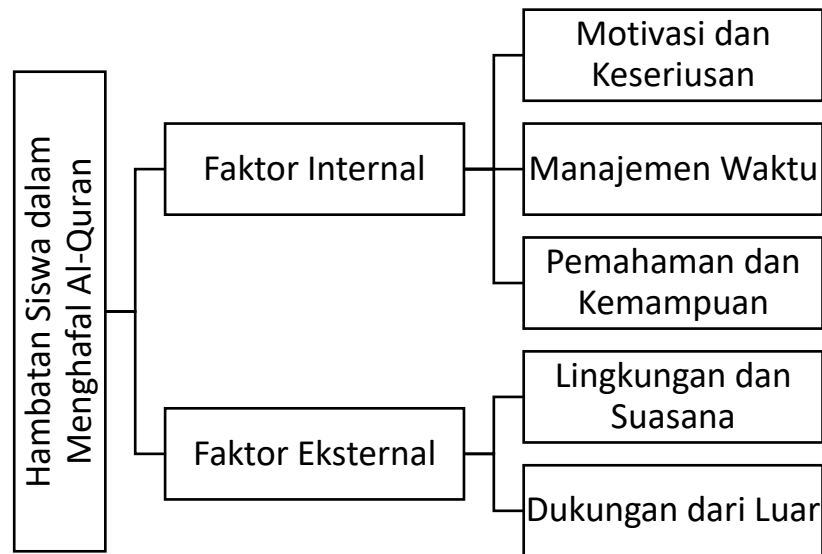 Hambatan Siswa dalam
Menghafal Al-Quran
Faktor Internal
Motivasi dan
Keseriusan
Manajemen Waktu
Pemahaman dan
Kemampuan
Faktor Eksternal
Lingkungan dan
Suasana
Dukungan dari Luar